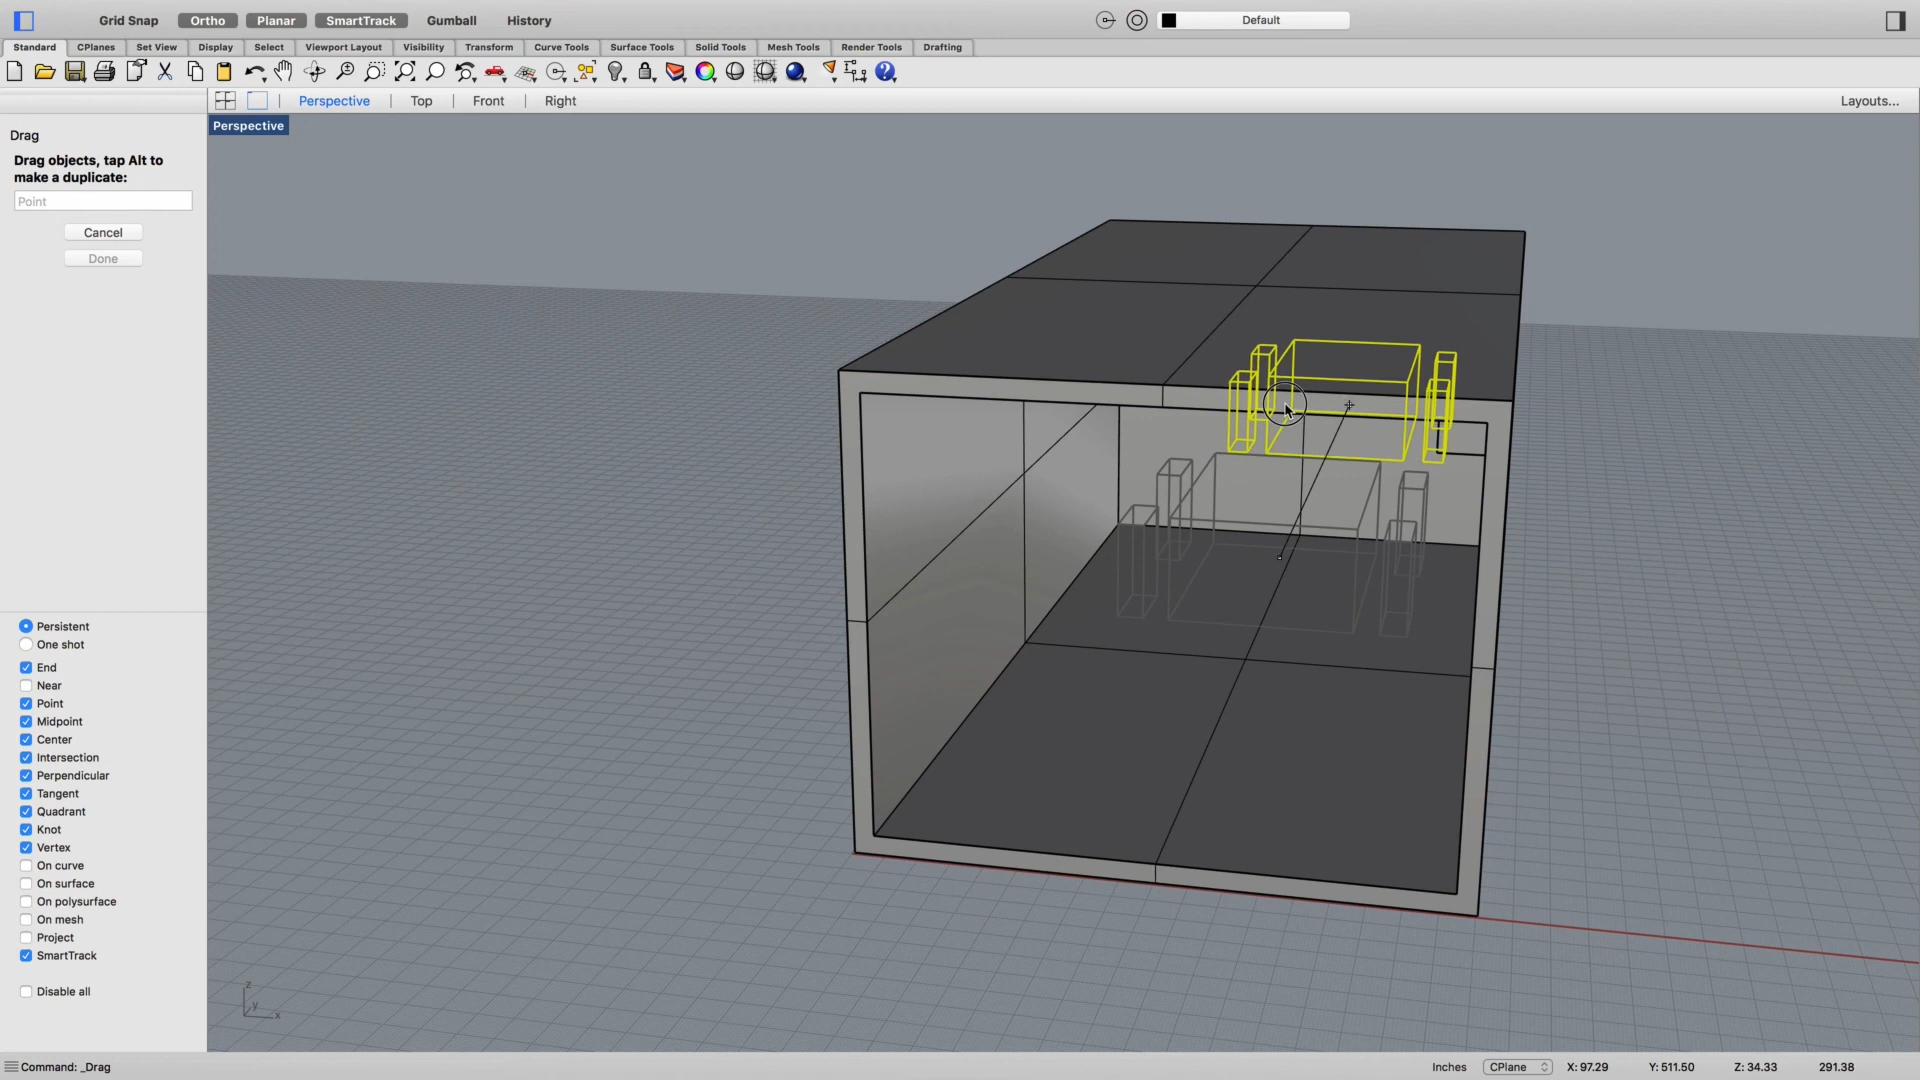 Grid Snap Ortho Planar SmartTrack Gumball History Default
Standard CPlanes Set View Display Select Viewport Layout Visibility Transform Curve Tools Surface Tools Solid Tools Mesh Tools Render Tools Drafting
Perspective Top Front Right Layouts...
Perspective
Drag
Drag objects, tap Alt to
make a duplicate:
Point
Cancel
Done
Persistent
One shot
End
Near
Point
Midpoint
Center
Intersection
Perpendicular
Tangent
Quadrant
Knot
Vertex
On curve
On surface
On polysurface
On mesh
Project
SmartTrack
Disable all
z
y
x
Command: _Drag Inches CPlane X: 97.29 Y: 511.50 Z: 34.33 291.38